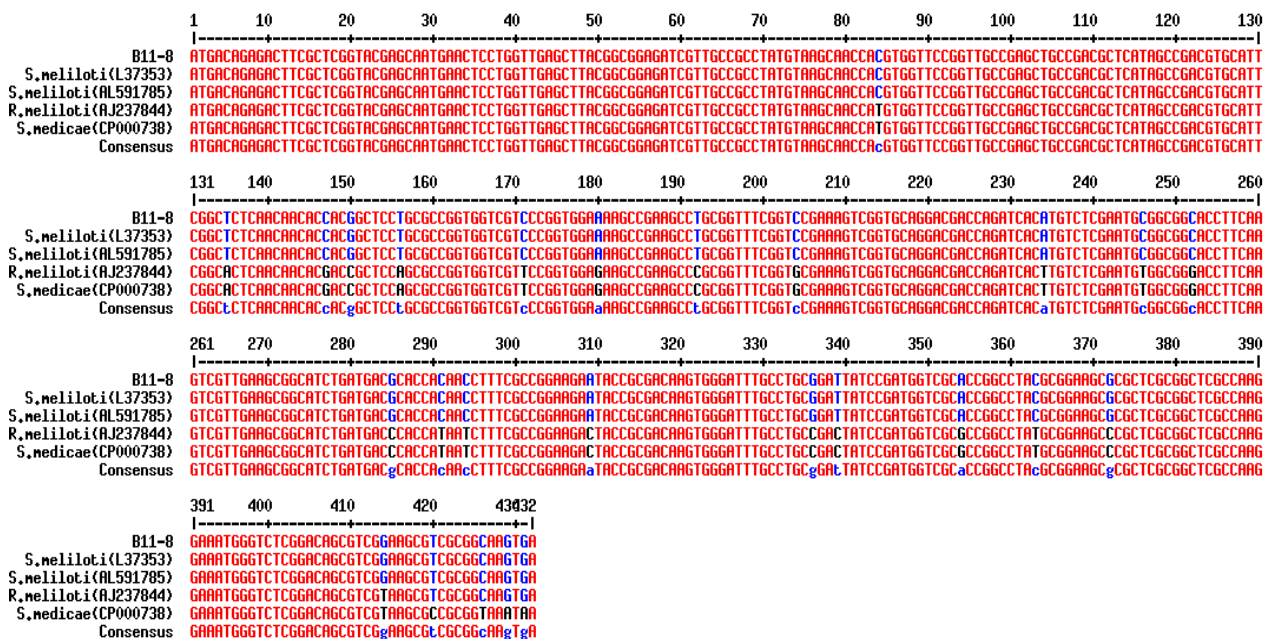 1 10 20 30 40 50 60 70 80 90 100 110 120 130
|--------+---------+---------+---------+---------+---------+---------+---------+---------+---------+---------+---------+---------|
B11-8 ATGACAGAGACTTCGCTCGGTACGAGCAATGAACTCCTGGTTGAGCTTACGGCGGAGATCGTTGCCGCCTATGTAAGCAACCACGTGGTTCCGGTTGCCGAGCTGCCGACGCTCATAGCCGACGTGCATT
S.meliloti(L37353) ATGACAGAGACTTCGCTCGGTACGAGCAATGAACTCCTGGTTGAGCTTACGGCGGAGATCGTTGCCGCCTATGTAAGCAACCACGTGGTTCCGGTTGCCGAGCTGCCGACGCTCATAGCCGACGTGCATT
S.meliloti(AL591785) ATGACAGAGACTTCGCTCGGTACGAGCAATGAACTCCTGGTTGAGCTTACGGCGGAGATCGTTGCCGCCTATGTAAGCAACCACGTGGTTCCGGTTGCCGAGCTGCCGACGCTCATAGCCGACGTGCATT
R.meliloti(AJ237844) ATGACAGAGACTTCGCTCGGTACGAGCAATGAACTCCTGGTTGAGCTTACGGCGGAGATCGTTGCCGCCTATGTAAGCAACCATGTGGTTCCGGTTGCCGAGCTGCCGACGCTCATAGCCGACGTGCATT
S.medicae(CP000738) ATGACAGAGACTTCGCTCGGTACGAGCAATGAACTCCTGGTTGAGCTTACGGCGGAGATCGTTGCCGCCTATGTAAGCAACCATGTGGTTCCGGTTGCCGAGCTGCCGACGCTCATAGCCGACGTGCATT
Consensus ATGACAGAGACTTCGCTCGGTACGAGCAATGAACTCCTGGTTGAGCTTACGGCGGAGATCGTTGCCGCCTATGTAAGCAACCAcGTGGTTCCGGTTGCCGAGCTGCCGACGCTCATAGCCGACGTGCATT
131 140 150 160 170 180 190 200 210 220 230 240 250 260
|--------+---------+---------+---------+---------+---------+---------+---------+---------+---------+---------+---------+---------|
B11-8 CGGCTCTCAACAACACCACGGCTCCTGCGCCGGTGGTCGTCCCGGTGGAAAAGCCGAAGCCTGCGGTTTCGGTCCGAAAGTCGGTGCAGGACGACCAGATCACATGTCTCGAATGCGGCGGCACCTTCAA
S.meliloti(L37353) CGGCTCTCAACAACACCACGGCTCCTGCGCCGGTGGTCGTCCCGGTGGAAAAGCCGAAGCCTGCGGTTTCGGTCCGAAAGTCGGTGCAGGACGACCAGATCACATGTCTCGAATGCGGCGGCACCTTCAA
S.meliloti(AL591785) CGGCTCTCAACAACACCACGGCTCCTGCGCCGGTGGTCGTCCCGGTGGAAAAGCCGAAGCCTGCGGTTTCGGTCCGAAAGTCGGTGCAGGACGACCAGATCACATGTCTCGAATGCGGCGGCACCTTCAA
R.meliloti(AJ237844) CGGCACTCAACAACACGACCGCTCCAGCGCCGGTGGTCGTTCCGGTGGAGAAGCCGAAGCCCGCGGTTTCGGTGCGAAAGTCGGTGCAGGACGACCAGATCACTTGTCTCGAATGTGGCGGGACCTTCAA
S.medicae(CP000738) CGGCACTCAACAACACGACCGCTCCAGCGCCGGTGGTCGTTCCGGTGGAGAAGCCGAAGCCCGCGGTTTCGGTGCGAAAGTCGGTGCAGGACGACCAGATCACTTGTCTCGAATGTGGCGGGACCTTCAA
Consensus CGGCtCTCAACAACACcACgGCTCCtGCGCCGGTGGTCGTcCCGGTGGAaAAGCCGAAGCCtGCGGTTTCGGTcCGAAAGTCGGTGCAGGACGACCAGATCACaTGTCTCGAATGcGGCGGcACCTTCAA
261 270 280 290 300 310 320 330 340 350 360 370 380 390
|--------+---------+---------+---------+---------+---------+---------+---------+---------+---------+---------+---------+---------|
B11-8 GTCGTTGAAGCGGCATCTGATGACGCACCACAACCTTTCGCCGGAAGAATACCGCGACAAGTGGGATTTGCCTGCGGATTATCCGATGGTCGCACCGGCCTACGCGGAAGCGCGCTCGCGGCTCGCCAAG
S.meliloti(L37353) GTCGTTGAAGCGGCATCTGATGACGCACCACAACCTTTCGCCGGAAGAATACCGCGACAAGTGGGATTTGCCTGCGGATTATCCGATGGTCGCACCGGCCTACGCGGAAGCGCGCTCGCGGCTCGCCAAG
S.meliloti(AL591785) GTCGTTGAAGCGGCATCTGATGACGCACCACAACCTTTCGCCGGAAGAATACCGCGACAAGTGGGATTTGCCTGCGGATTATCCGATGGTCGCACCGGCCTACGCGGAAGCGCGCTCGCGGCTCGCCAAG
R.meliloti(AJ237844) GTCGTTGAAGCGGCATCTGATGACCCACCATAATCTTTCGCCGGAAGACTACCGCGACAAGTGGGATTTGCCTGCCGACTATCCGATGGTCGCGCCGGCCTATGCGGAAGCCCGCTCGCGGCTCGCCAAG
S.medicae(CP000738) GTCGTTGAAGCGGCATCTGATGACCCACCATAATCTTTCGCCGGAAGACTACCGCGACAAGTGGGATTTGCCTGCCGACTATCCGATGGTCGCGCCGGCCTATGCGGAAGCCCGCTCGCGGCTCGCCAAG
Consensus GTCGTTGAAGCGGCATCTGATGACgCACCAcAAcCTTTCGCCGGAAGAaTACCGCGACAAGTGGGATTTGCCTGCgGAtTATCCGATGGTCGCaCCGGCCTAcGCGGAAGCgCGCTCGCGGCTCGCCAAG
391 400 410 420 430432
|--------+---------+---------+---------+-|
B11-8 GAAATGGGTCTCGGACAGCGTCGGAAGCGTCGCGGCAAGTGA
S.meliloti(L37353) GAAATGGGTCTCGGACAGCGTCGGAAGCGTCGCGGCAAGTGA
S.meliloti(AL591785) GAAATGGGTCTCGGACAGCGTCGGAAGCGTCGCGGCAAGTGA
R.meliloti(AJ237844) GAAATGGGTCTCGGACAGCGTCGTAAGCGTCGCGGCAAGTGA
S.medicae(CP000738) GAAATGGGTCTCGGACAGCGTCGTAAGCGCCGCGGTAAATAA
Consensus GAAATGGGTCTCGGACAGCGTCGgAAGCGtCGCGGcAAgTgA